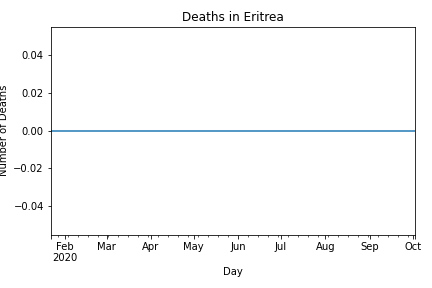 Deaths in Eritrea
Number of Deaths
0.04
0.02
0.00
−0.02
−0.04
Feb Mar Apr May Jun Jul Aug Sep Oct
2020
Day